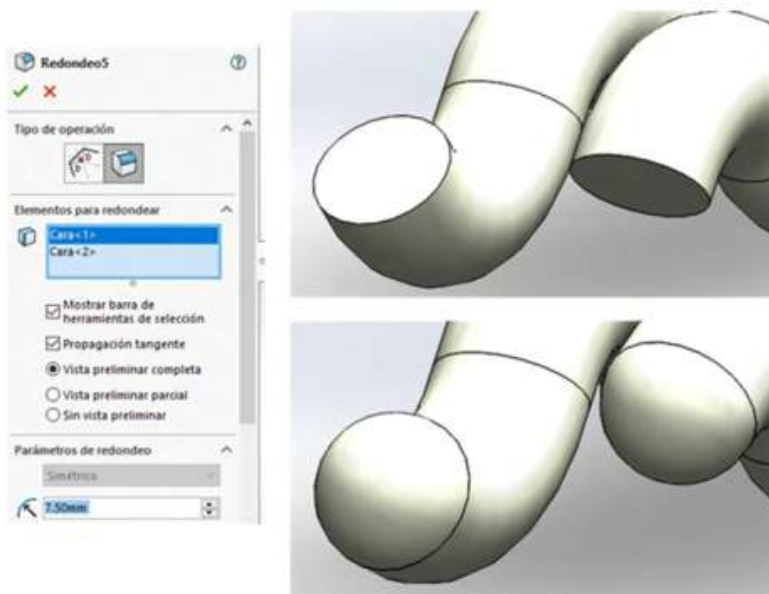 Redondeo5
Tipo de operación
Elementos para redondear
Cara<1>
Cara<2>
Mostrar barra de
herramientas de selección
Propagación tangente
Vista preliminar completa
Vista preliminar parcial
Sin vista preliminar
Parámetros de redondeo
Simétrico
7.50mm